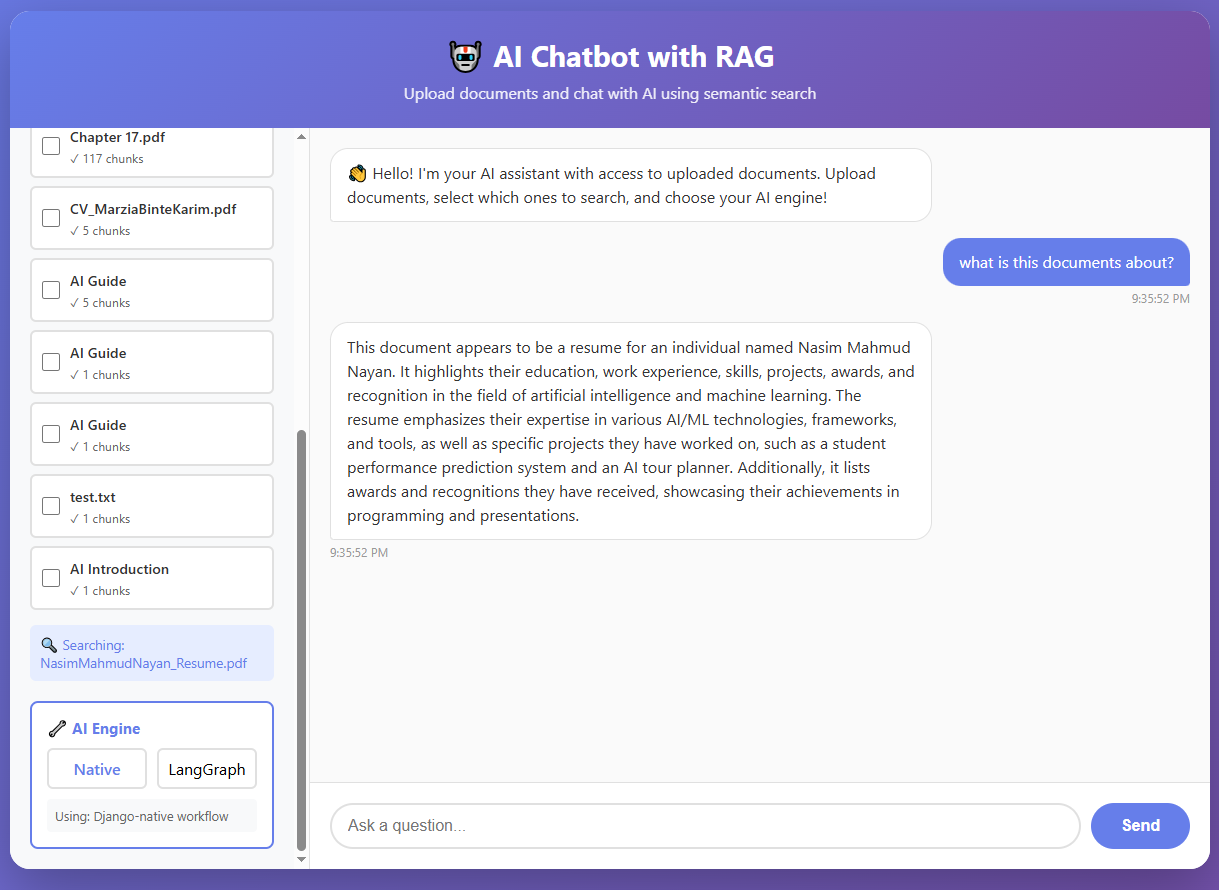 AI Chatbot with RAG
Upload documents and chat with AI using semantic search
Chapter 17.pdf
✓ 117 chunks
CV_MarziaBinteKarim.pdf
✓ 5 chunks
AI Guide
✓ 5 chunks
AI Guide
✓ 1 chunks
AI Guide
✓ 1 chunks
test.txt
✓ 1 chunks
AI Introduction
✓ 1 chunks
🔍 Searching:
NasimMahmudNayan_Resume.pdf
AI Engine
Native
LangGraph
Using: Django-native workflow
👋 Hello! I'm your AI assistant with access to uploaded documents. Upload
documents, select which ones to search, and choose your AI engine!
what is this documents about?
9:35:52 PM
This document appears to be a resume for an individual named Nasim Mahmud
Nayan. It highlights their education, work experience, skills, projects, awards, and
recognition in the field of artificial intelligence and machine learning. The
resume emphasizes their expertise in various AI/ML technologies, frameworks,
and tools, as well as specific projects they have worked on, such as a student
performance prediction system and an AI tour planner. Additionally, it lists
awards and recognitions they have received, showcasing their achievements in
programming and presentations.
9:35:52 PM
Ask a question...
Send